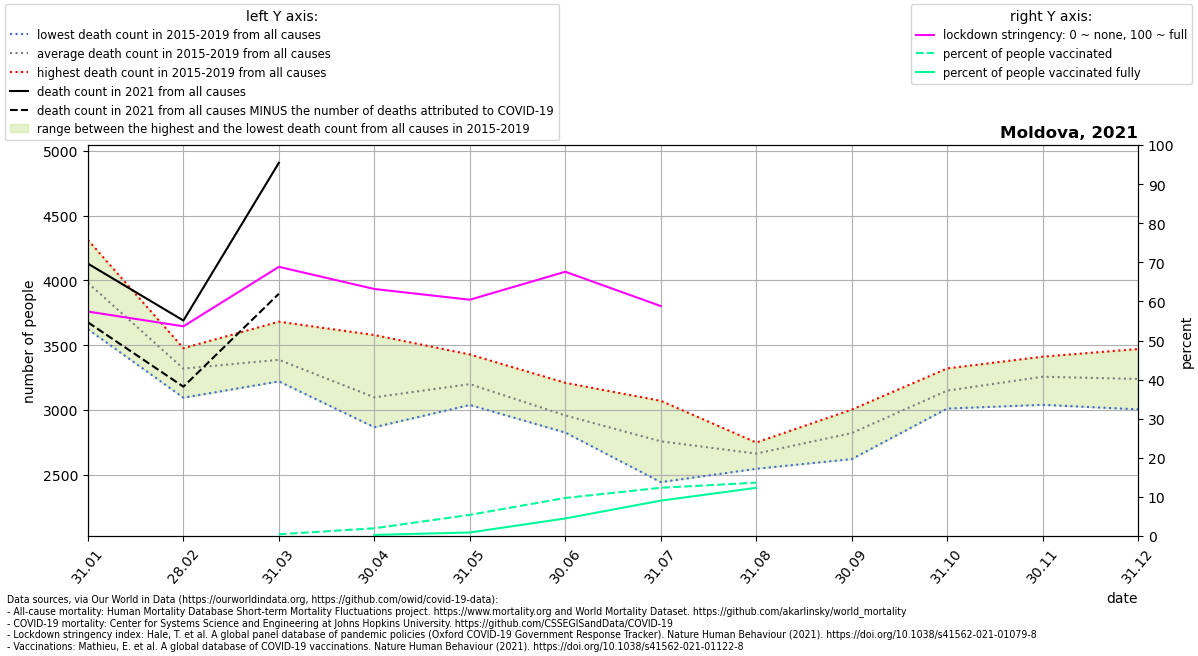 left Y axis:
lowest death count in 2015-2019 from all causes
average death count in 2015-2019 from all causes
highest death count in 2015-2019 from all causes
death count in 2021 from all causes
death count in 2021 from all causes MINUS the number of deaths attributed to COVID-19
range between the highest and the lowest death count from all causes in 2015-2019
right Y axis:
lockdown stringency: 0 ~ none, 100 ~ full
percent of people vaccinated
percent of people vaccinated fully
Moldova, 2021
5000
4500
4000
3500
3000
2500
number of people
100
90
80
70
60
50
40
30
20
10
0
percent
31.01
28.02
31.03
30.04
31.05
30.06
31.07
31.08
30.09
31.10
30.11
31.12
date
Data sources, via Our World in Data (https://ourworldindata.org, https://github.com/owid/covid-19-data):
- All-cause mortality: Human Mortality Database Short-term Mortality Fluctuations project. https://www.mortality.org and World Mortality Dataset. https://github.com/akarlinsky/world_mortality
- COVID-19 mortality: Center for Systems Science and Engineering at Johns Hopkins University. https://github.com/CSSEGISandData/COVID-19
- Lockdown stringency index: Hale, T. et al. A global panel database of pandemic policies (Oxford COVID-19 Government Response Tracker). Nature Human Behaviour (2021). https://doi.org/10.1038/s41562-021-01079-8
- Vaccinations: Mathieu, E. et al. A global database of COVID-19 vaccinations. Nature Human Behaviour (2021). https://doi.org/10.1038/s41562-021-01122-8